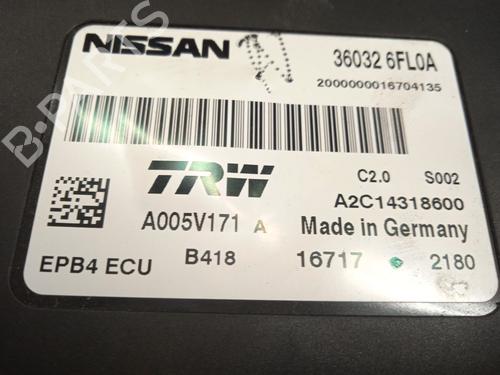 NISSAN
36032 6FL0A
2000000016704135
B-PARTS
TRW
C2.0 S002
A2C14318600
A005V171 A
Made in Germany
EPB4 ECU
B418
16717 2180